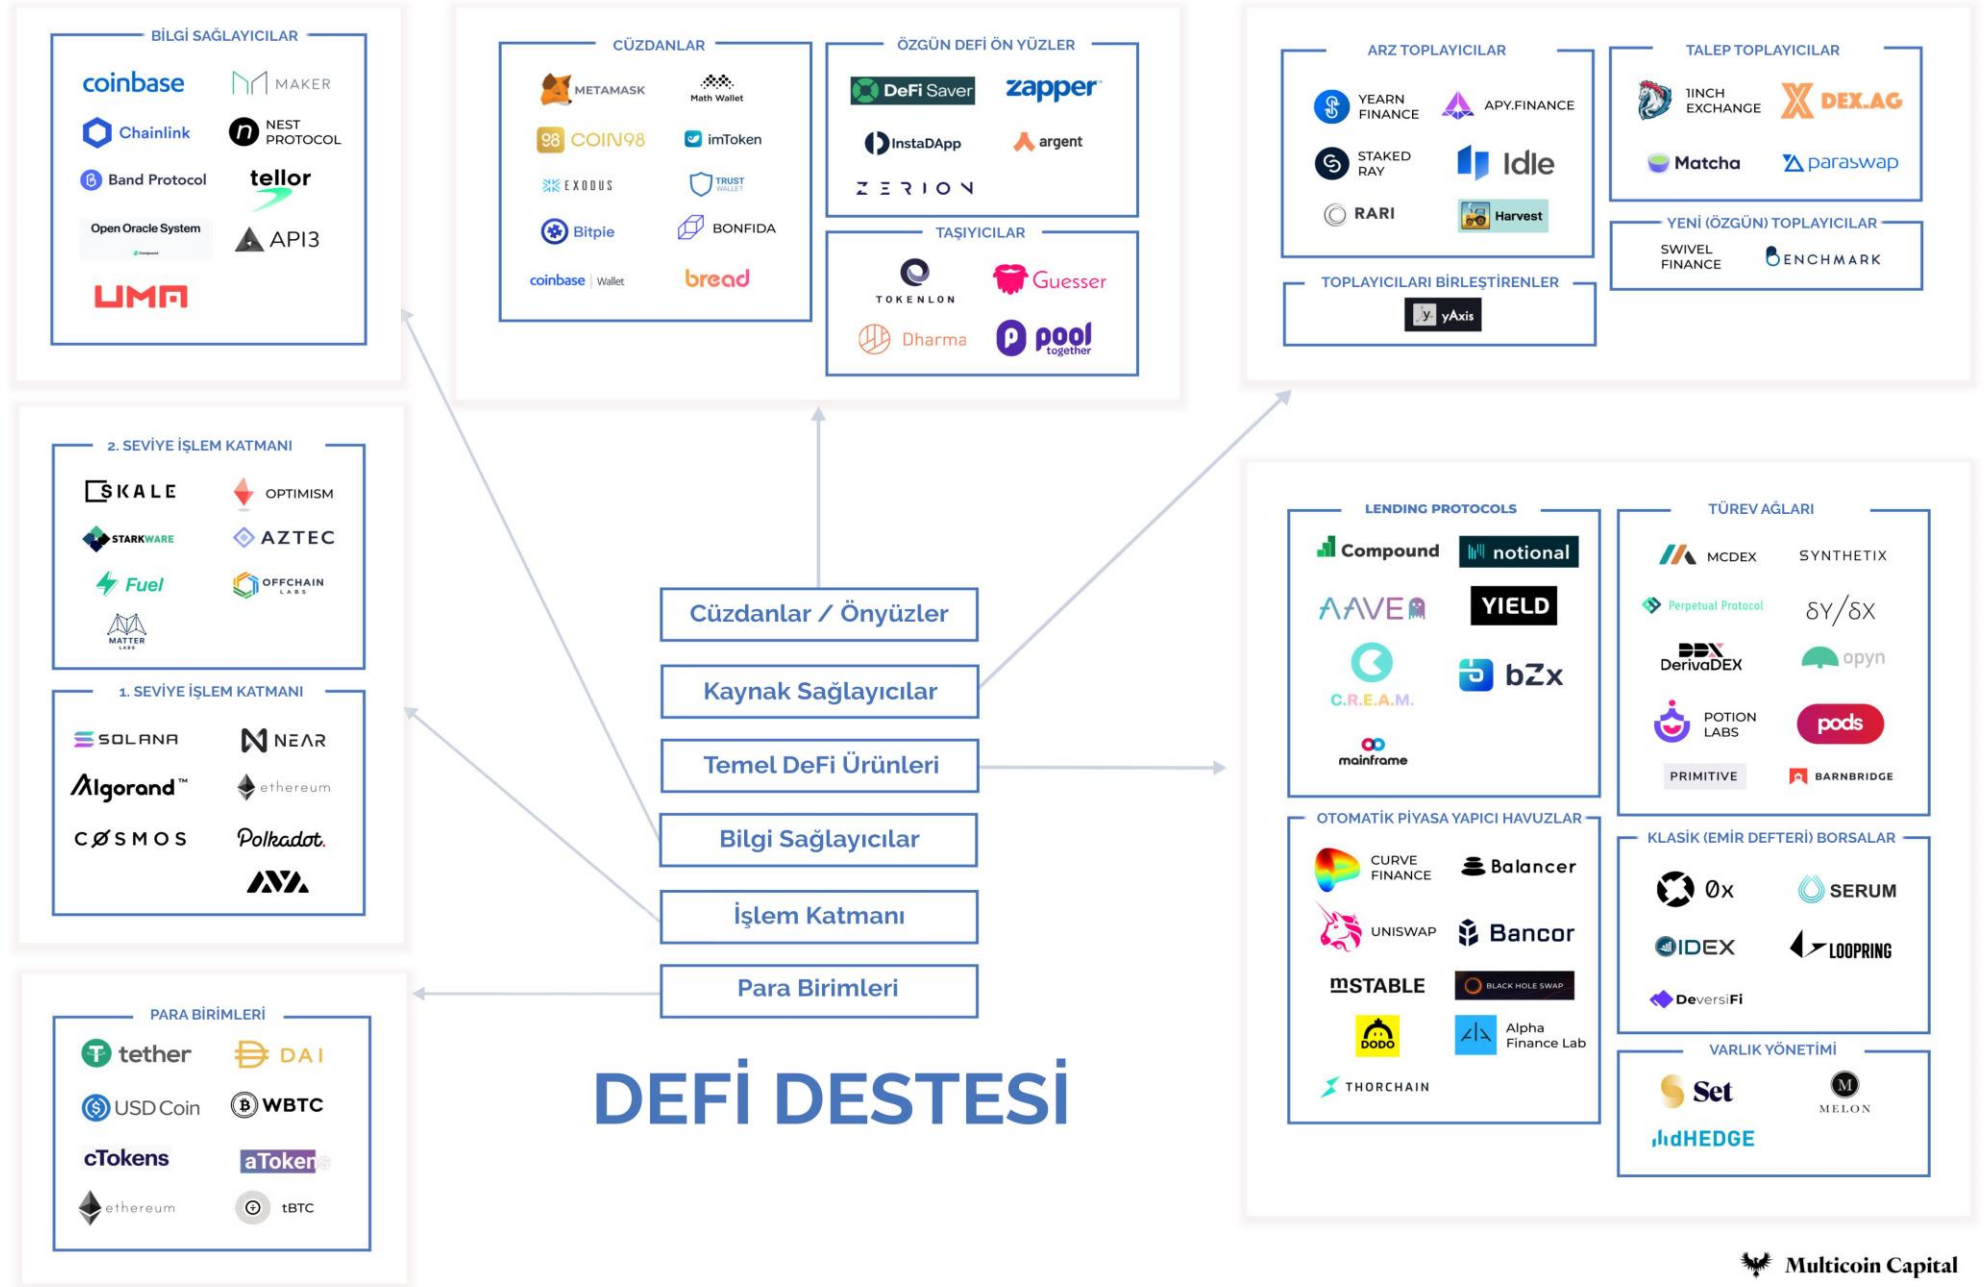 BİLGİ SAĞLAYICILAR
coinbase
MAKER
Chainlink
NEST
PROTOCOL
Band Protocol
tellor
Open Oracle System
Compound
API3
UMA
CÜZDANLAR
METAMASK
Math Wallet
98 COIN98
imToken
EXODUS
TRUST
WALLET
Bitpie
BONFIDA
coinbase | Wallet
bread
ÖZGÜN DEFİ ÖN YÜZLER
DeFi Saver
zapper
InstaDApp
argent
ZERION
TAŞIYICILAR
TOKENLON
Guesser
Dharma
pool
together
ARZ TOPLAYICILAR
YEARN
FINANCE
APY.FINANCE
STAKED
RAY
Idle
RARI
Harvest
TALEP TOPLAYICILAR
1INCH
EXCHANGE
DEX.AG
Matcha
paraswap
YENİ (ÖZGÜN) TOPLAYICILAR
SWIVEL
FINANCE
BENCHMARK
TOPLAYICILARI BİRLEŞTİRENLER
y yAxis
2. SEVİYE İŞLEM KATMANI
SKALE
OPTIMISM
STARKWARE
AZTEC
Fuel
OFFCHAIN
LABS
MATTER
LABS
1. SEVİYE İŞLEM KATMANI
SOLANA
NEAR
Algorand™
ethereum
CØSMOS
Polkadot.
AVA
PARA BİRİMLERİ
tether
DAI
USD Coin
WBTC
cTokens
aTokens
ethereum
tBTC
Cüzdanlar / Önyüzler
Kaynak Sağlayıcılar
Temel DeFi Ürünleri
Bilgi Sağlayıcılar
İşlem Katmanı
Para Birimleri
DEFİ DESTESİ
LENDING PROTOCOLS
Compound
notional
AAVE
YIELD
C.R.E.A.M.
bZx
mainframe
TÜREV AĞLARI
MCDEX
SYNTHETIX
Perpetual Protocol
δY/δX
DDX
DerivaDEX
opyn
POTION
LABS
pods
PRIMITIVE
BARNBRIDGE
OTOMATİK PİYASA YAPICI HAVUZLAR
CURVE
FINANCE
Balancer
UNISWAP
Bancor
mSTABLE
BLACK HOLE SWAP
DODO
Alpha
Finance Lab
THORCHAIN
KLASİK (EMİR DEFTERİ) BORSALAR
0x
SERUM
IDEX
LOOPRING
DeversiFi
VARLIK YÖNETİMİ
Set
M
MELON
dHEDGE
Multicoin Capital